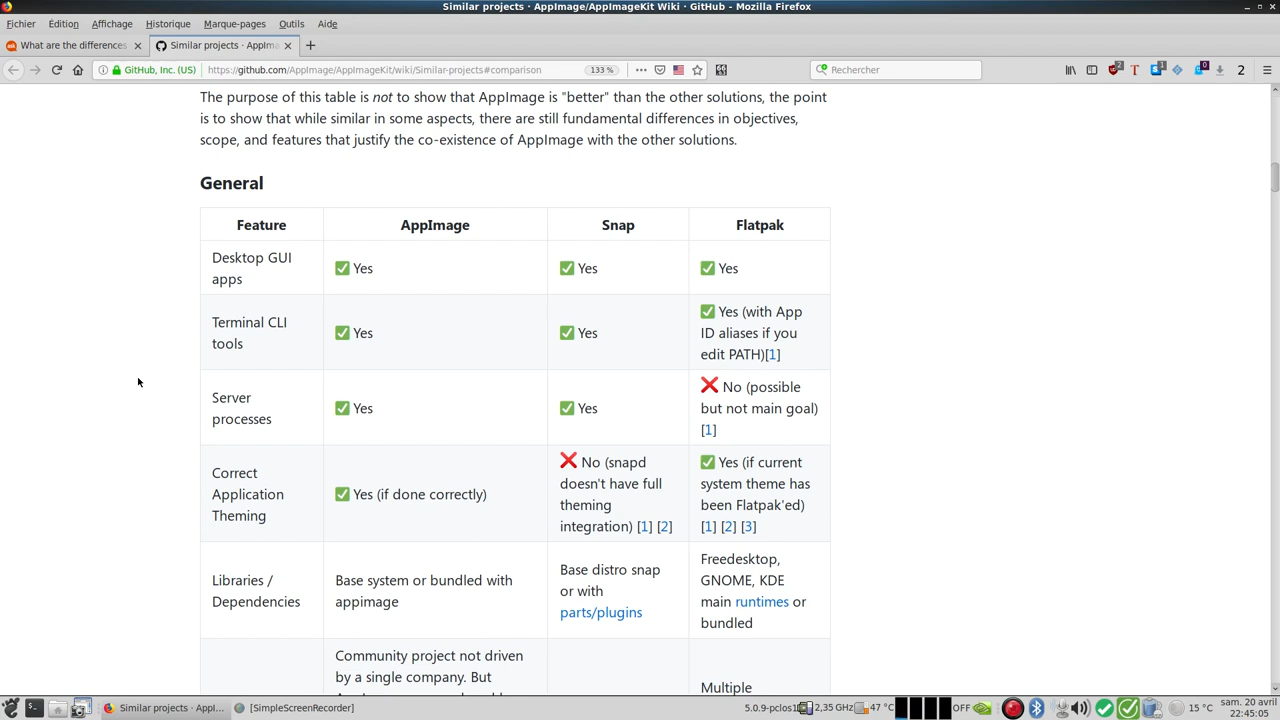 Similar projects · AppImage/AppImageKit Wiki · GitHub - Mozilla Firefox
Fichier Édition Affichage Historique Marque-pages Outils Aide
What are the differences
Similar projects · AppIma
GitHub, Inc. (US) https://github.com/AppImage/AppImageKit/wiki/Similar-projects#comparison 133 % Rechercher 2 1 0 2
The purpose of this table is not to show that AppImage is "better" than the other solutions, the point
is to show that while similar in some aspects, there are still fundamental differences in objectives,
scope, and features that justify the co-existence of AppImage with the other solutions.
General
Feature AppImage Snap Flatpak
Desktop GUI
apps
✅ Yes
✅ Yes
✅ Yes
Terminal CLI
tools
✅ Yes
✅ Yes
✅ Yes (with App
ID aliases if you
edit PATH)[1]
Server
processes
✅ Yes
✅ Yes
❌ No (possible
but not main goal)
[1]
Correct
Application
Theming
✅ Yes (if done correctly)
❌ No (snapd
doesn't have full
theming
integration) [1] [2]
✅ Yes (if current
system theme has
been Flatpak'ed)
[1] [2] [3]
Libraries /
Dependencies
Base system or bundled with
appimage
Base distro snap
or with
parts/plugins
Freedesktop,
GNOME, KDE
main runtimes or
bundled
Community project not driven
by a single company. But
Multiple
Similar projects · AppI...
[SimpleScreenRecorder]
5.0.9-pclos1 2,35 GHz 47 °C OFF 15 °C
sam. 20 avril
22:45:05